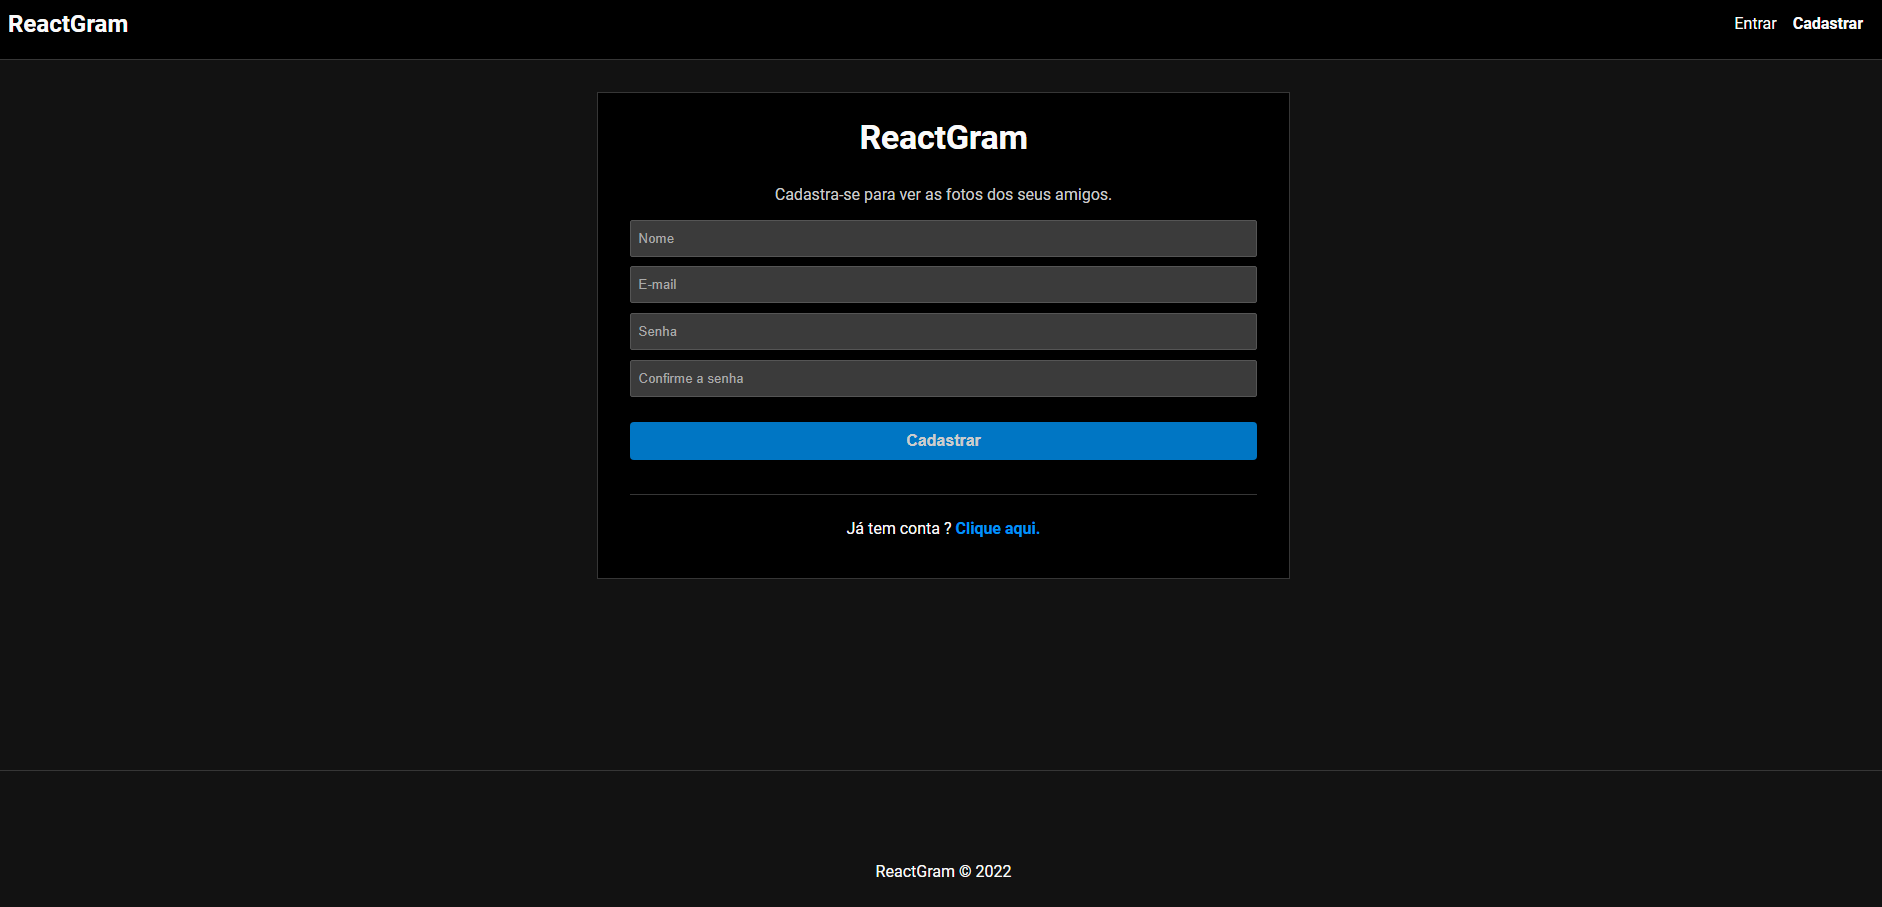 ReactGram
Entrar Cadastrar
ReactGram
Cadastra-se para ver as fotos dos seus amigos.
Nome
E-mail
Senha
Confirme a senha
Cadastrar
Já tem conta ? Clique aqui.
ReactGram © 2022